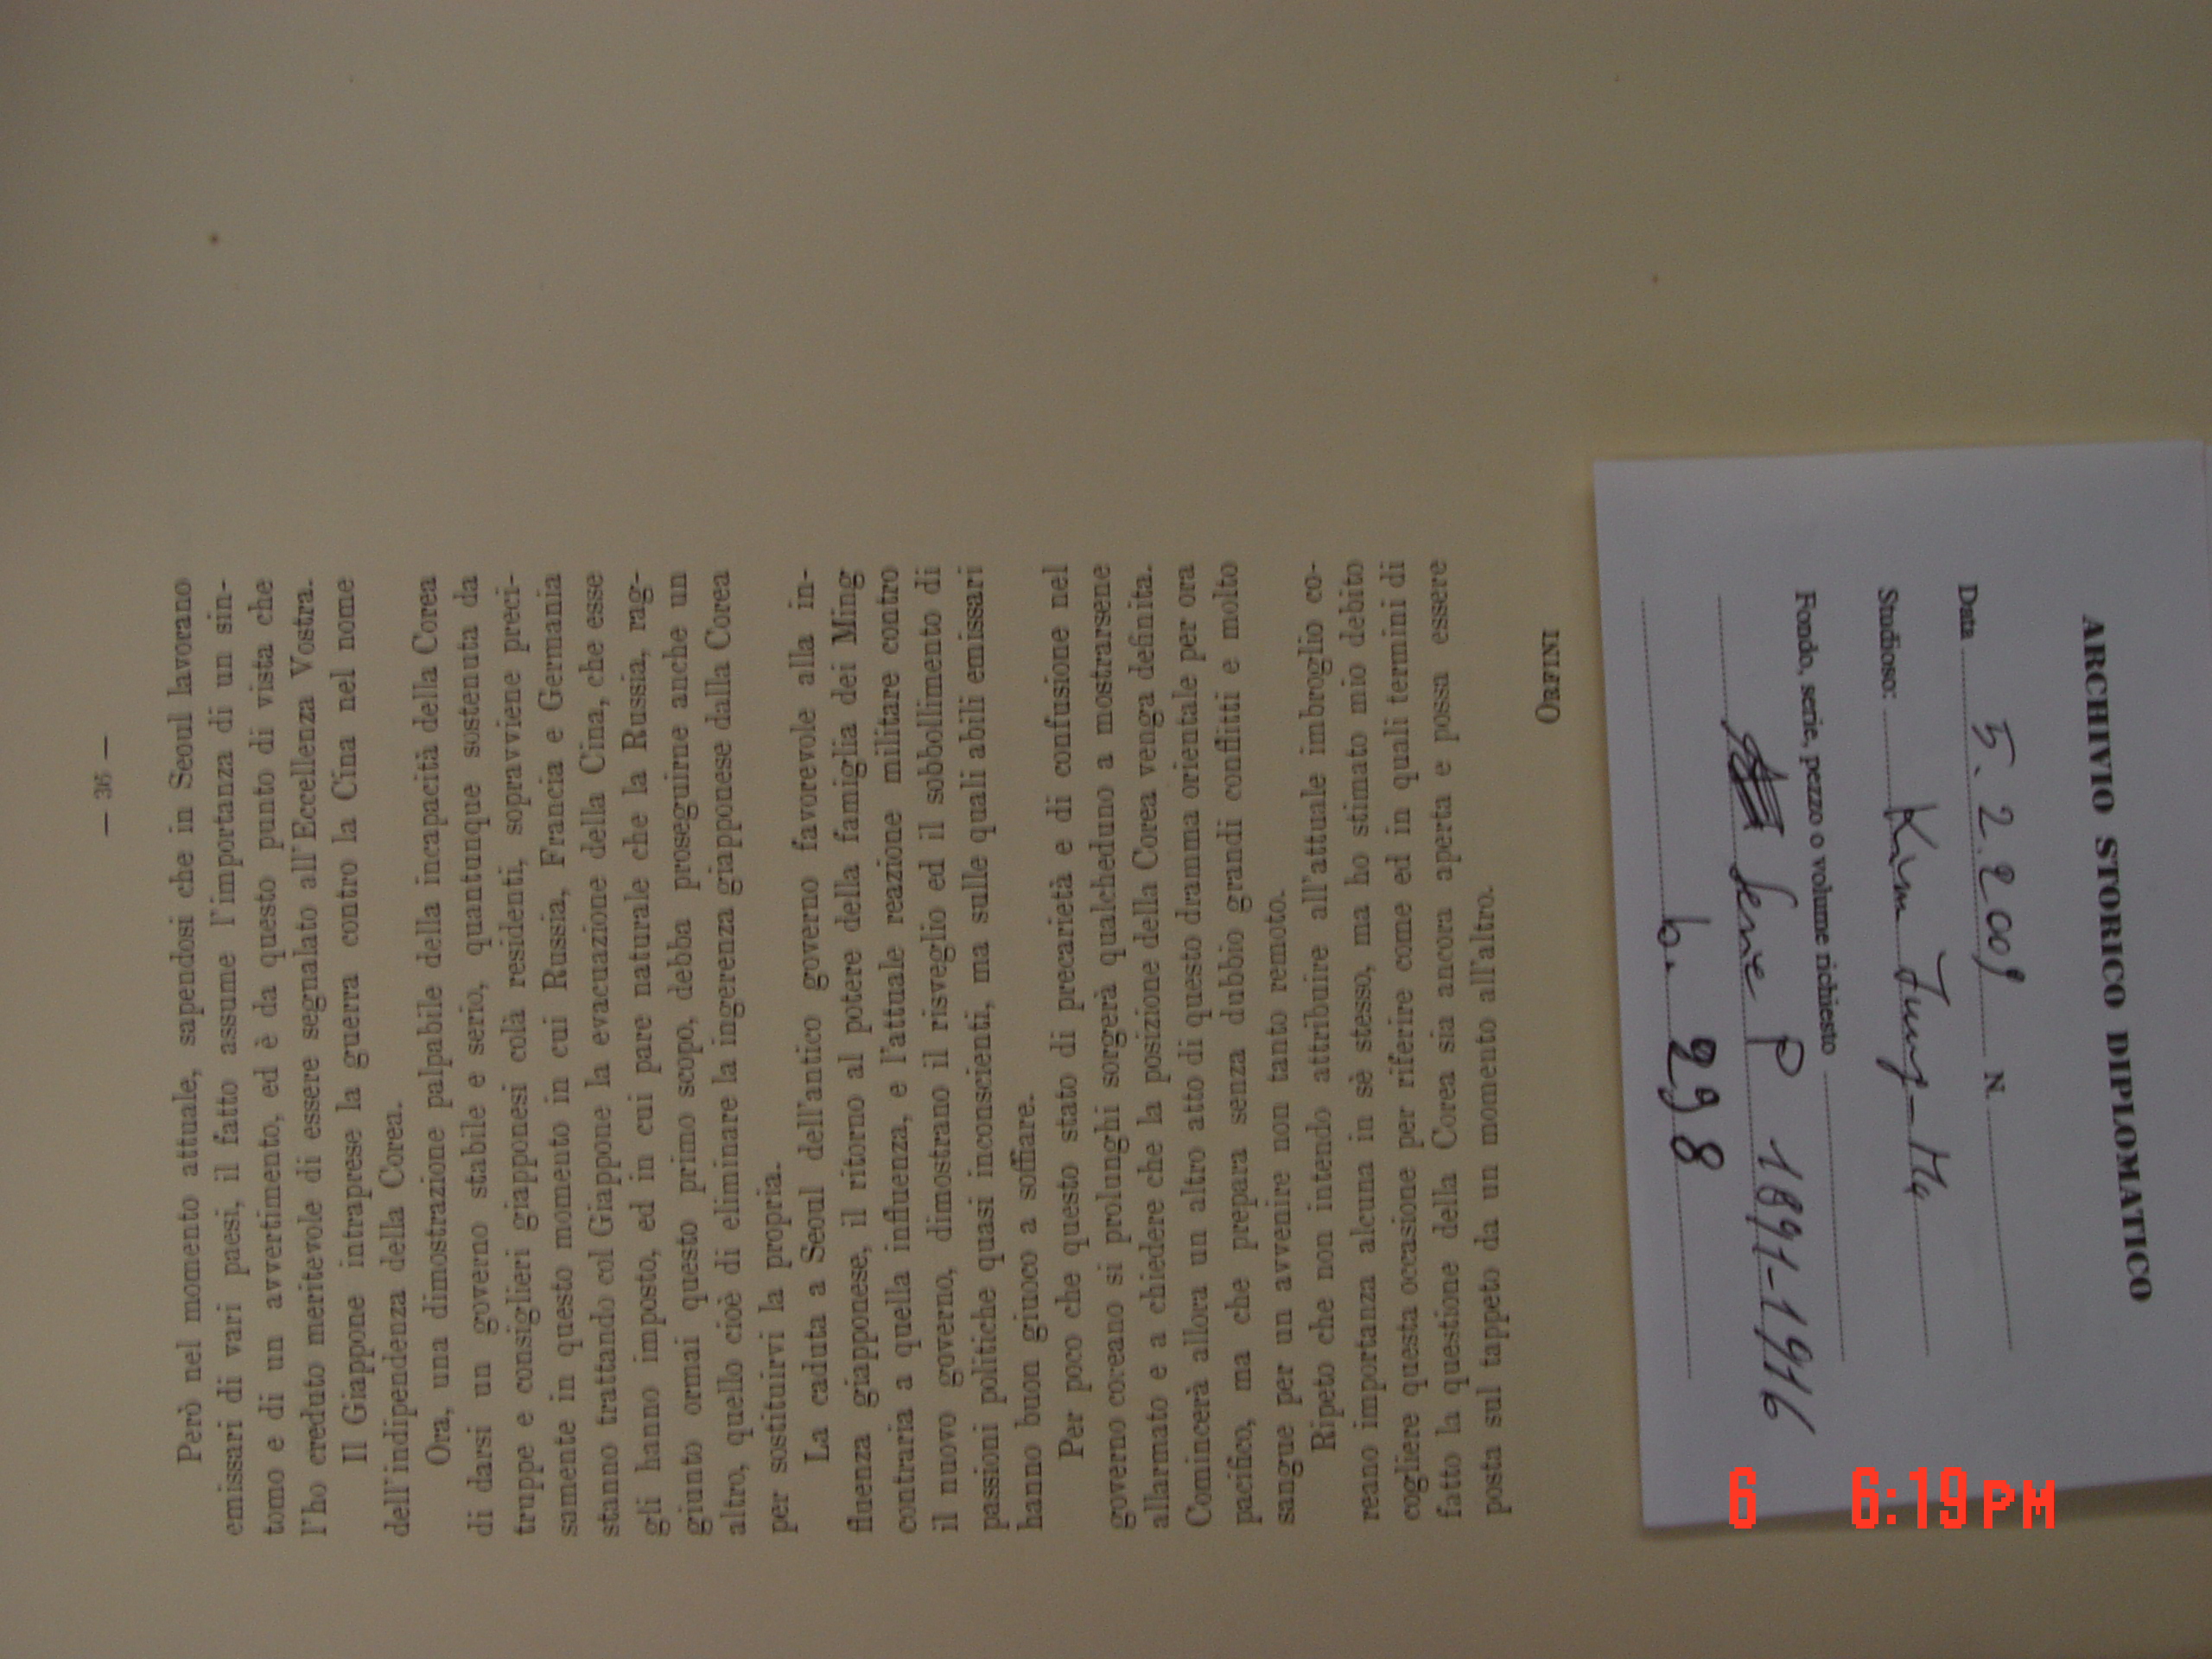 — 36 —
Però nel momento attuale, sapendosi che in Seoul lavorano
emissari di vari paesi, il fatto assume l'importanza di un sin-
tomo e di un avvertimento, ed è da questo punto di vista che
l'ho creduto meritevole di essere segnalato all'Eccellenza Vostra.
Il Giappone intraprese la guerra contro la Cina nel nome
dell'indipendenza della Corea.
Ora, una dimostrazione palpabile della incapacità della Corea
di darsi un governo stabile e serio, quantunque sostenuta da
truppe e consiglieri giapponesi colà residenti, sopravviene preci-
samente in questo momento in cui Russia, Francia e Germania
stanno trattando col Giappone la evacuazione della Cina, che esse
gli hanno imposto, ed in cui pare naturale che la Russia, rag-
giunto ormai questo primo scopo, debba proseguirne anche un
altro, quello cioè di eliminare la ingerenza giapponese dalla Corea
per sostituirvi la propria.
La caduta a Seoul dell'antico governo favorevole alla in-
fluenza giapponese, il ritorno al potere della famiglia dei Ming
contraria a quella influenza, e l'attuale reazione militare contro
il nuovo governo, dimostrano il risveglio ed il sobbollimento di
passioni politiche quasi inconscienti, ma sulle quali abili emissari
hanno buon giuoco a soffiare.
Per poco che questo stato di precarietà e di confusione nel
governo coreano si prolunghi sorgerà qualcheduno a mostrarsene
allarmato e a chiedere che la posizione della Corea venga definita.
Comincerà allora un altro atto di questo dramma orientale per ora
pacifico, ma che prepara senza dubbio grandi conflitti e molto
sangue per un avvenire non tanto remoto.
Ripeto che non intendo attribuire all'attuale imbroglio co-
reano importanza alcuna in sè stesso, ma ho stimato mio debito
cogliere questa occasione per riferire come ed in quali termini di
fatto la questione della Corea sia ancora aperta e possa essere
posta sul tappeto da un momento all'altro.
ORFINI
ARCHIVIO STORICO DIPLOMATICO
Data 5.2.2009 N.
Studioso: Kim Jung-Ha
Fondo, serie, pezzo o volume richiesto
Serie P 1891-1916
b. 298
6 6:19 PM